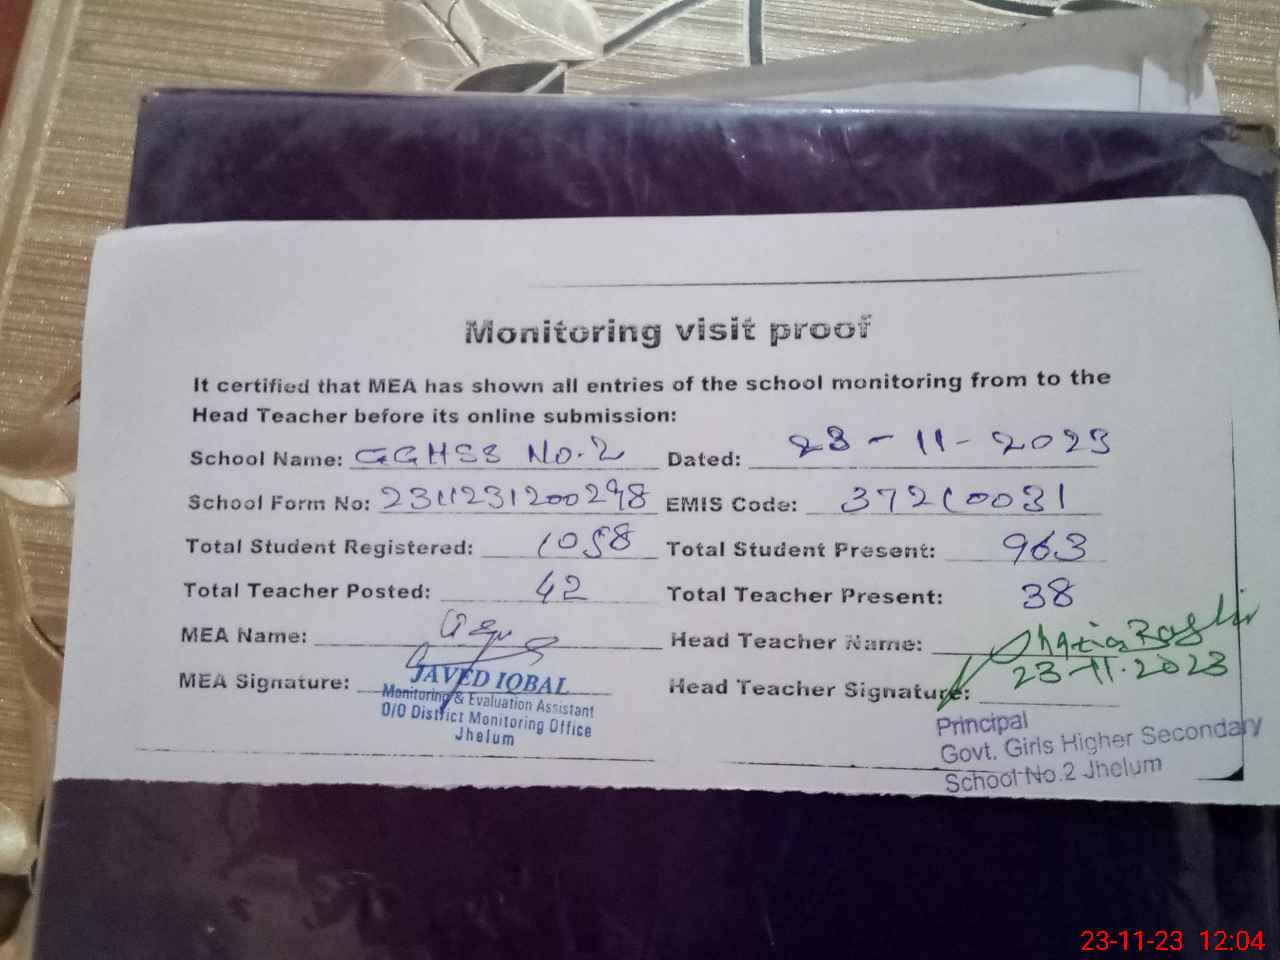 Monitoring visit proof
It certified that MEA has shown all entries of the school monitoring from to the
Head Teacher before its online submission:
School Name: GGHSS No.2 Dated: 23-11-2023
School Form No: 2311231200298 EMIS Code: 37210031
Total Student Registered: 1058 Total Student Present: 963
Total Teacher Posted: 42 Total Teacher Present: 38
MEA Name: Head Teacher Name: Shazia
23-11-2023
MEA Signature: Head Teacher Signature:
JAVED IQBAL
Monitoring & Evaluation Assistant
O/O District Monitoring Office
Jhelum
Principal
Govt. Girls Higher Secondary
School No.2 Jhelum
23-11-23 12:04